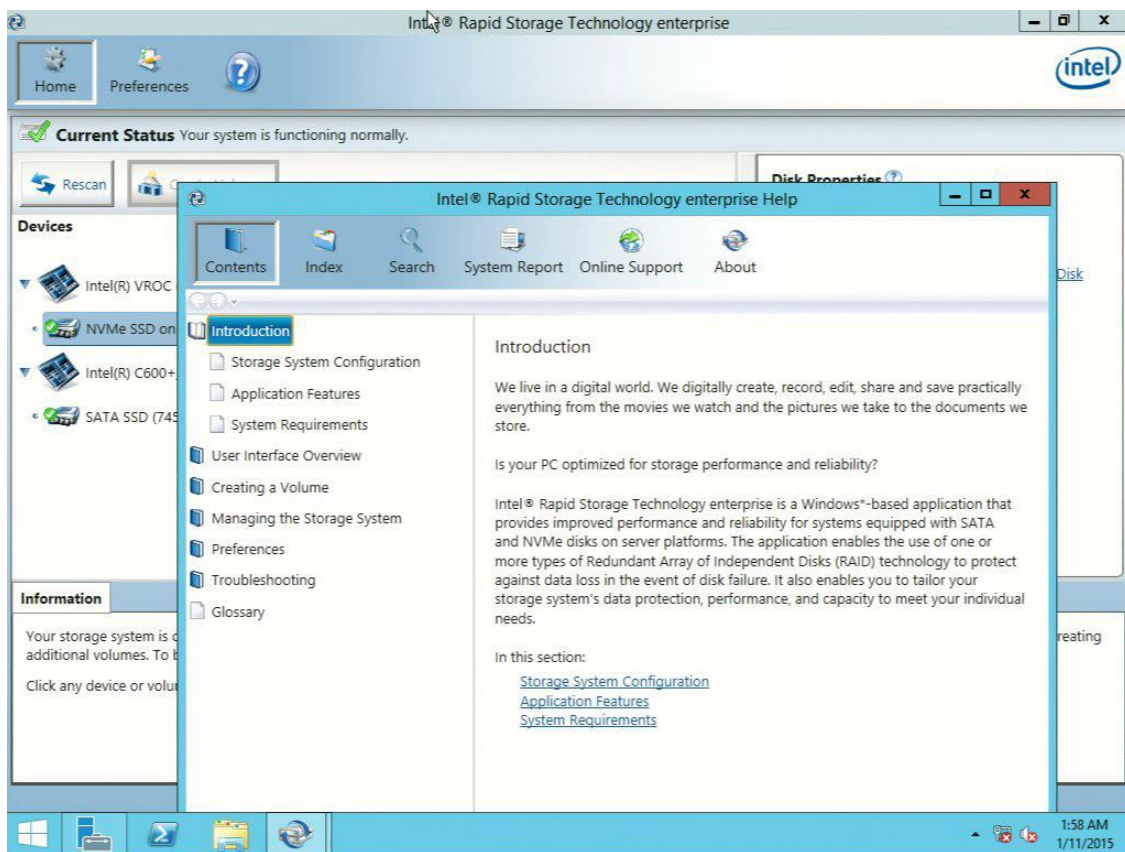 Intel® Rapid Storage Technology enterprise
Home
Preferences
intel
Current Status Your system is functioning normally.
Rescan
Disk Properties
Devices
Intel(R) VROC
NVMe SSD on
Intel(R) C600+
SATA SSD (745
Disk
Intel® Rapid Storage Technology enterprise Help
Contents
Index
Search
System Report
Online Support
About
Introduction
Storage System Configuration
Application Features
System Requirements
User Interface Overview
Creating a Volume
Managing the Storage System
Preferences
Troubleshooting
Glossary
Introduction
We live in a digital world. We digitally create, record, edit, share and save practically
everything from the movies we watch and the pictures we take to the documents we
store.
Is your PC optimized for storage performance and reliability?
Intel® Rapid Storage Technology enterprise is a Windows*-based application that
provides improved performance and reliability for systems equipped with SATA
and NVMe disks on server platforms. The application enables the use of one or
more types of Redundant Array of Independent Disks (RAID) technology to protect
against data loss in the event of disk failure. It also enables you to tailor your
storage system's data protection, performance, and capacity to meet your individual
needs.
In this section:
Storage System Configuration
Application Features
System Requirements
Information
Your storage system is
additional volumes. To
Click any device or
reating
1:58 AM
1/11/2015